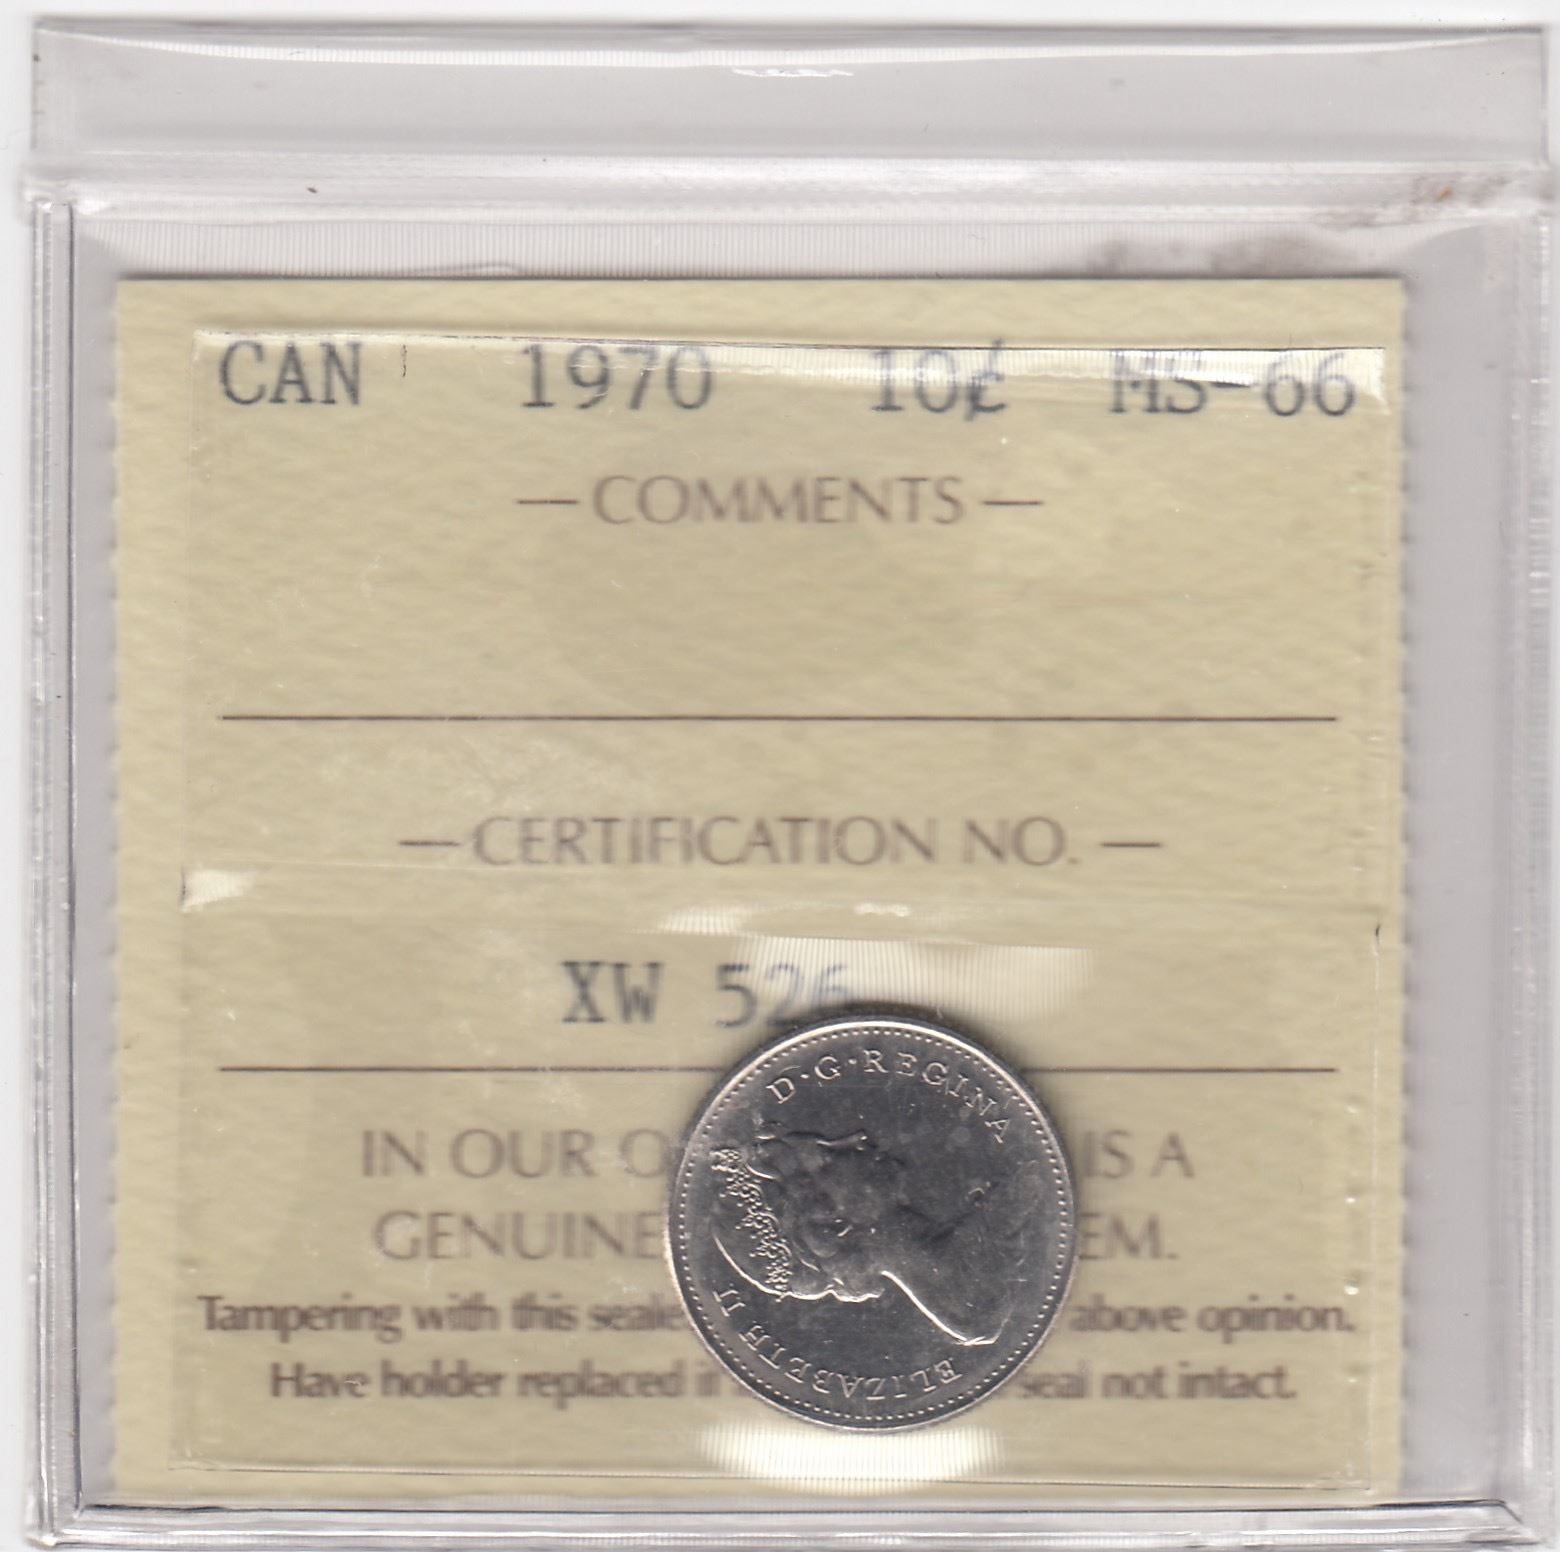 CAN 1970 10¢ MS-66
— COMMENTS —
— CERTIFICATION NO. —
XW 526
IN OUR IS A
GENUINE EM.
Tampering with this seale above opinion.
Have holder replaced if seal not intact.
D·G·REGINA
ELIZABETH II